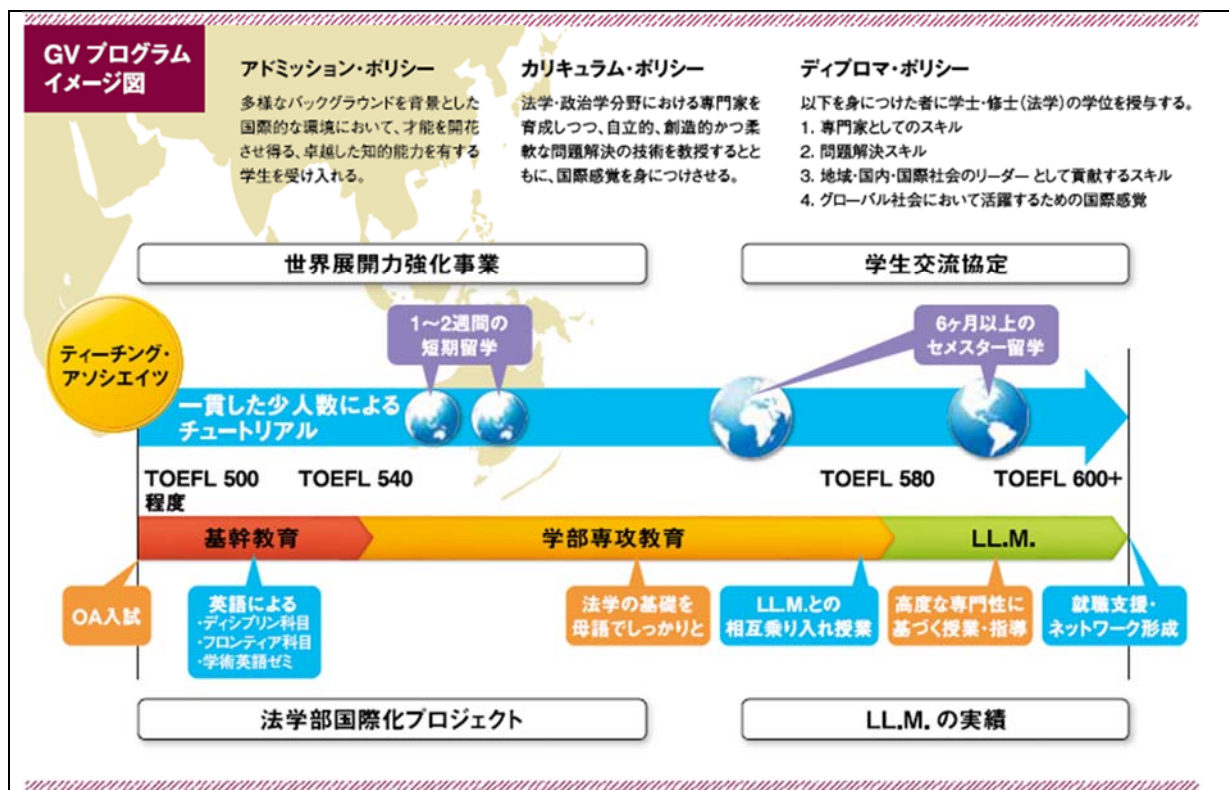 GV プログラム
イメージ図
アドミッション・ポリシー
多様なバックグラウンドを背景とした
国際的な環境において、才能を開花
させ得る、卓越した知的能力を有する
学生を受け入れる。
カリキュラム・ポリシー
法学・政治学分野における専門家を
育成しつつ、自立的、創造的かつ柔
軟な問題解決の技術を教授するとと
もに、国際感覚を身につけさせる。
ディプロマ・ポリシー
以下を身につけた者に学士・修士(法学)の学位を授与する。
1. 専門家としてのスキル
2. 問題解決スキル
3. 地域・国内・国際社会のリーダー として貢献するスキル
4. グローバル社会において活躍するための国際感覚
世界展開力強化事業
学生交流協定
ティーチング・
アソシエイツ
1〜2週間の
短期留学
6ヶ月以上の
セメスター留学
一貫した少人数による
チュートリアル
TOEFL 500
程度
TOEFL 540
TOEFL 580
TOEFL 600+
基幹教育
学部専攻教育
LL.M.
OA入試
英語による
・ディシプリン科目
・フロンティア科目
・学術英語ゼミ
法学の基礎を
母語でしっかりと
LL.M.との
相互乗り入れ授業
高度な専門性に
基づく授業・指導
就職支援・
ネットワーク形成
法学部国際化プロジェクト
LL.M. の実績